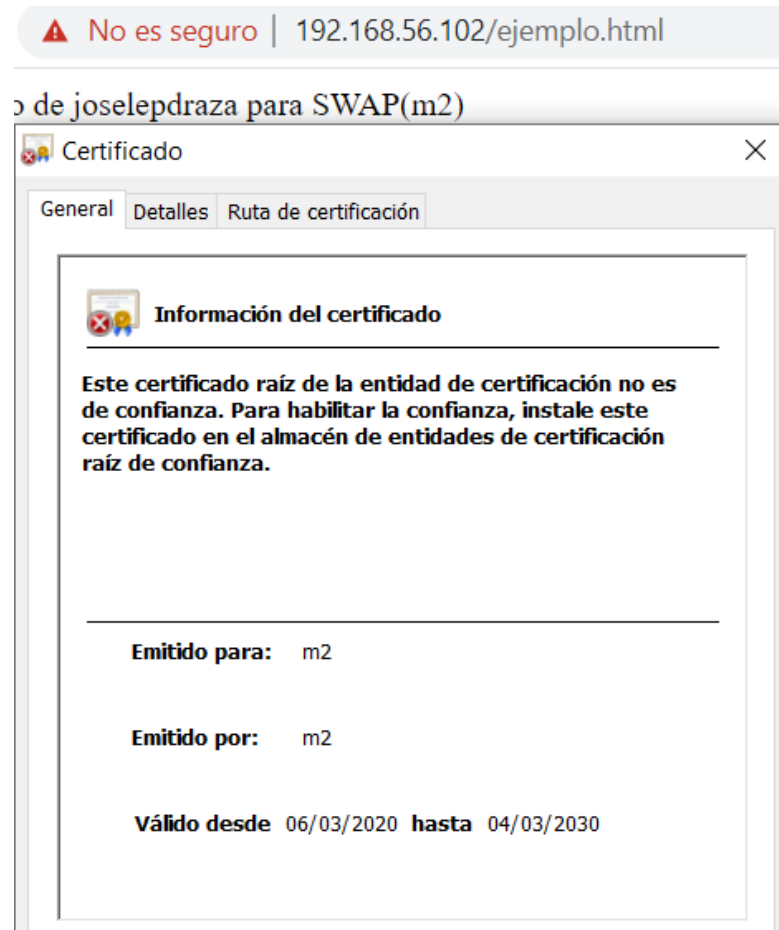 No es seguro | 192.168.56.102/ejemplo.html
o de joselepdraza para SWAP(m2)
Certificado
General Detalles Ruta de certificación
Información del certificado
Este certificado raíz de la entidad de certificación no es
de confianza. Para habilitar la confianza, instale este
certificado en el almacén de entidades de certificación
raíz de confianza.
Emitido para: m2
Emitido por: m2
Válido desde 06/03/2020 hasta 04/03/2030